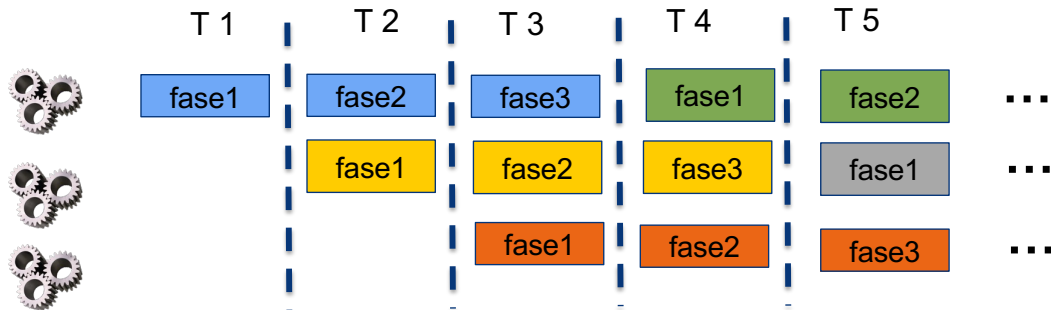 T 1 T 2 T 3 T 4 T 5
fase1 fase2 fase3 fase1 fase2 ...
fase1 fase2 fase3 fase1 ...
fase1 fase2 fase3 ...